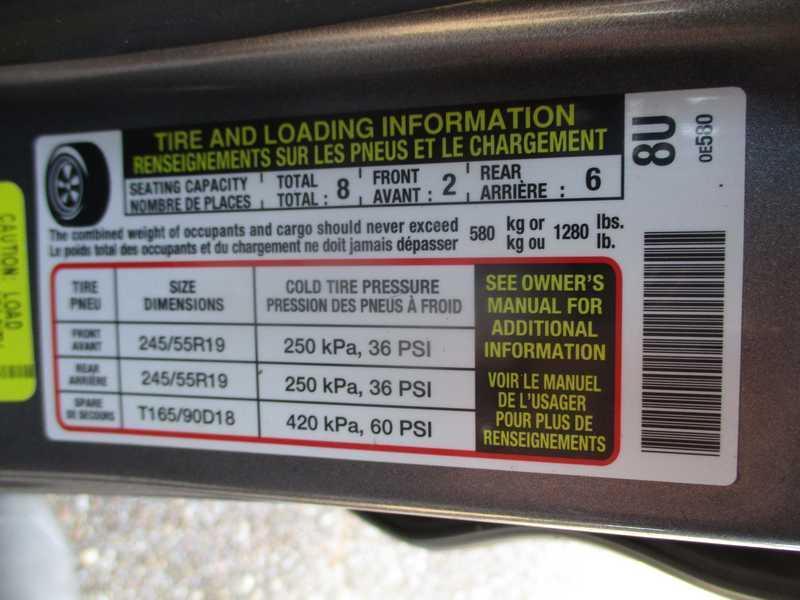 TIRE AND LOADING INFORMATION
RENSEIGNEMENTS SUR LES PNEUS ET LE CHARGEMENT
SEATING CAPACITY TOTAL : 8 FRONT : 2 REAR : 6
NOMBRE DE PLACES TOTAL AVANT ARRIÈRE
The combined weight of occupants and cargo should never exceed 580 kg or 1280 lbs.
Le poids total des occupants et du chargement ne doit jamais dépasser kg ou lb.
TIRE SIZE COLD TIRE PRESSURE
PNEU DIMENSIONS PRESSION DES PNEUS À FROID
FRONT
AVANT 245/55R19 250 kPa, 36 PSI
REAR
ARRIÈRE 245/55R19 250 kPa, 36 PSI
SPARE
DE SECOURS T165/90D18 420 kPa, 60 PSI
SEE OWNER'S
MANUAL FOR
ADDITIONAL
INFORMATION
VOIR LE MANUEL
DE L'USAGER
POUR PLUS DE
RENSEIGNEMENTS
8U
0E580
CAUTION: LOAD